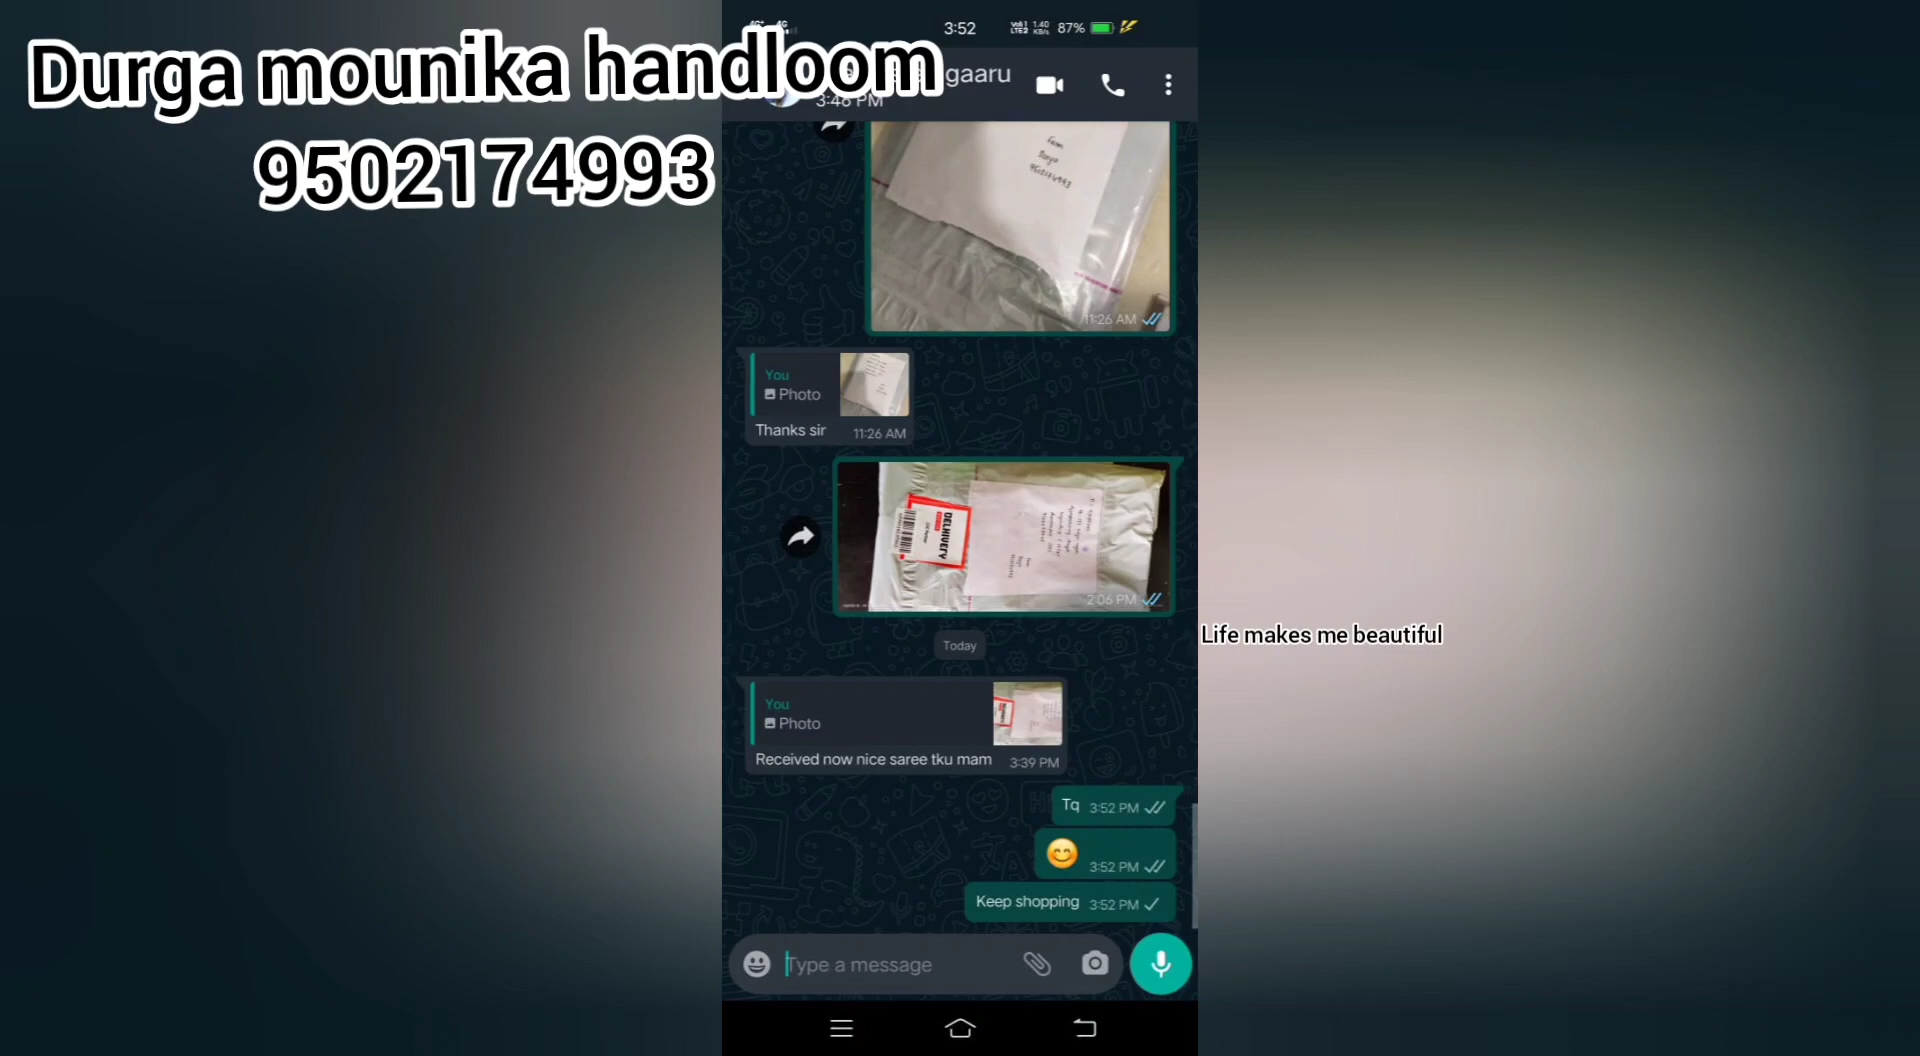 Durga mounika handloom
9502174993
3:52
87%
gaaru
3:46 PM
From
11:26 AM
You
Photo
Thanks sir
11:26 AM
DELHIVERY
2:06 PM
Life makes me beautiful
Today
You
Photo
Received now nice saree tku mam
3:39 PM
Tq 3:52 PM
3:52 PM
Keep shopping 3:52 PM
Type a message